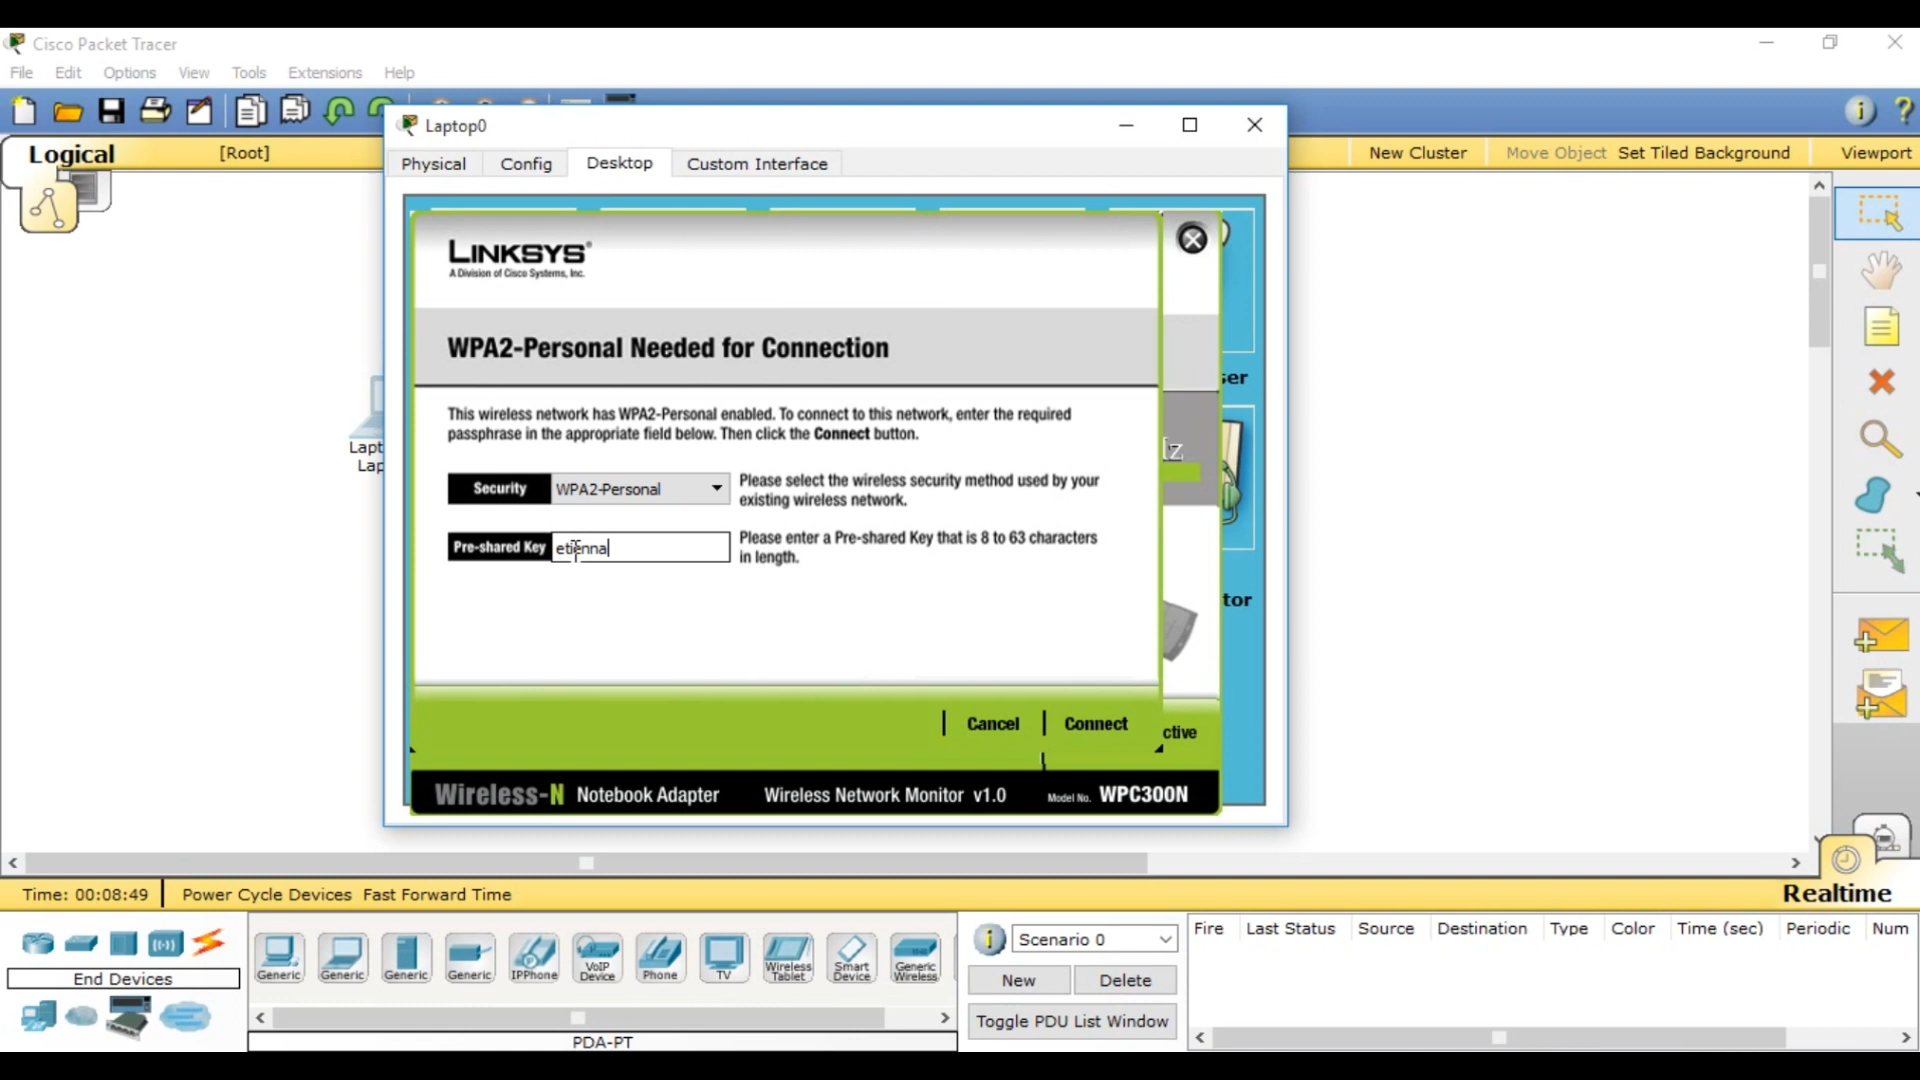 Cisco Packet Tracer
File Edit Options View Tools Extensions Help
Laptop0
Logical [Root] New Cluster Move Object Set Tiled Background Viewport
Physical Config Desktop Custom Interface
LINKSYS®
A Division of Cisco Systems, Inc.
WPA2-Personal Needed for Connection
This wireless network has WPA2-Personal enabled. To connect to this network, enter the required
passphrase in the appropriate field below. Then click the Connect button.
Security WPA2-Personal Please select the wireless security method used by your
existing wireless network.
Pre-shared Key etienna Please enter a Pre-shared Key that is 8 to 63 characters
in length.
Cancel Connect
ctive
Wireless-N Notebook Adapter Wireless Network Monitor v1.0 Model No. WPC300N
ser
tor
Lapt
Lap
Time: 00:08:49 Power Cycle Devices Fast Forward Time Realtime
End Devices
Generic Generic Generic Generic IPPhone VoIP Device Phone TV Wireless Tablet Smart Device Generic Wireless
PDA-PT
Scenario 0
New Delete
Toggle PDU List Window
Fire Last Status Source Destination Type Color Time (sec) Periodic Num